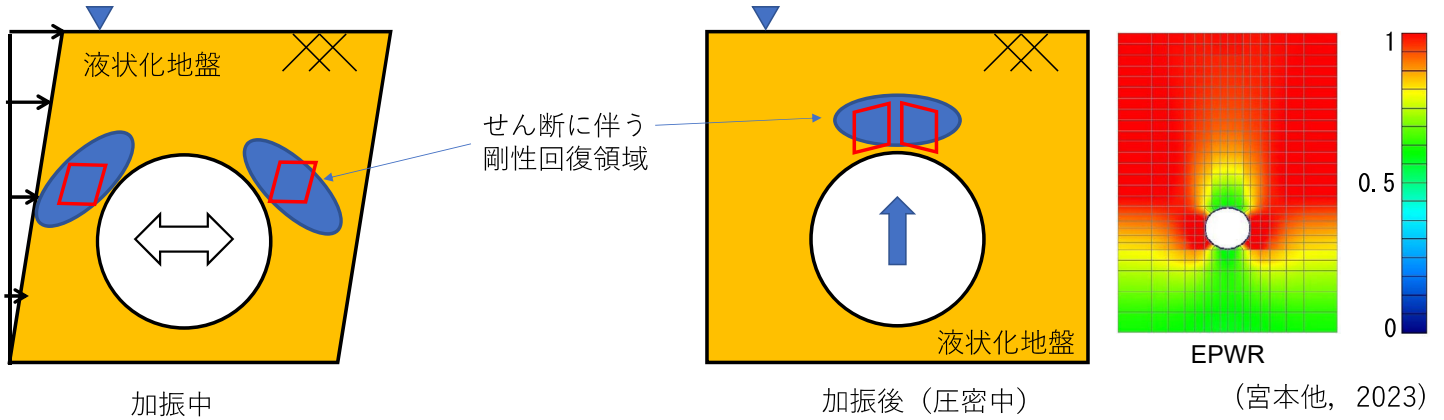 液状化地盤
せん断に伴う
剛性回復領域
液状化地盤
加振中
加振後（圧密中）
1
0.5
0
EPWR
（宮本他, 2023）